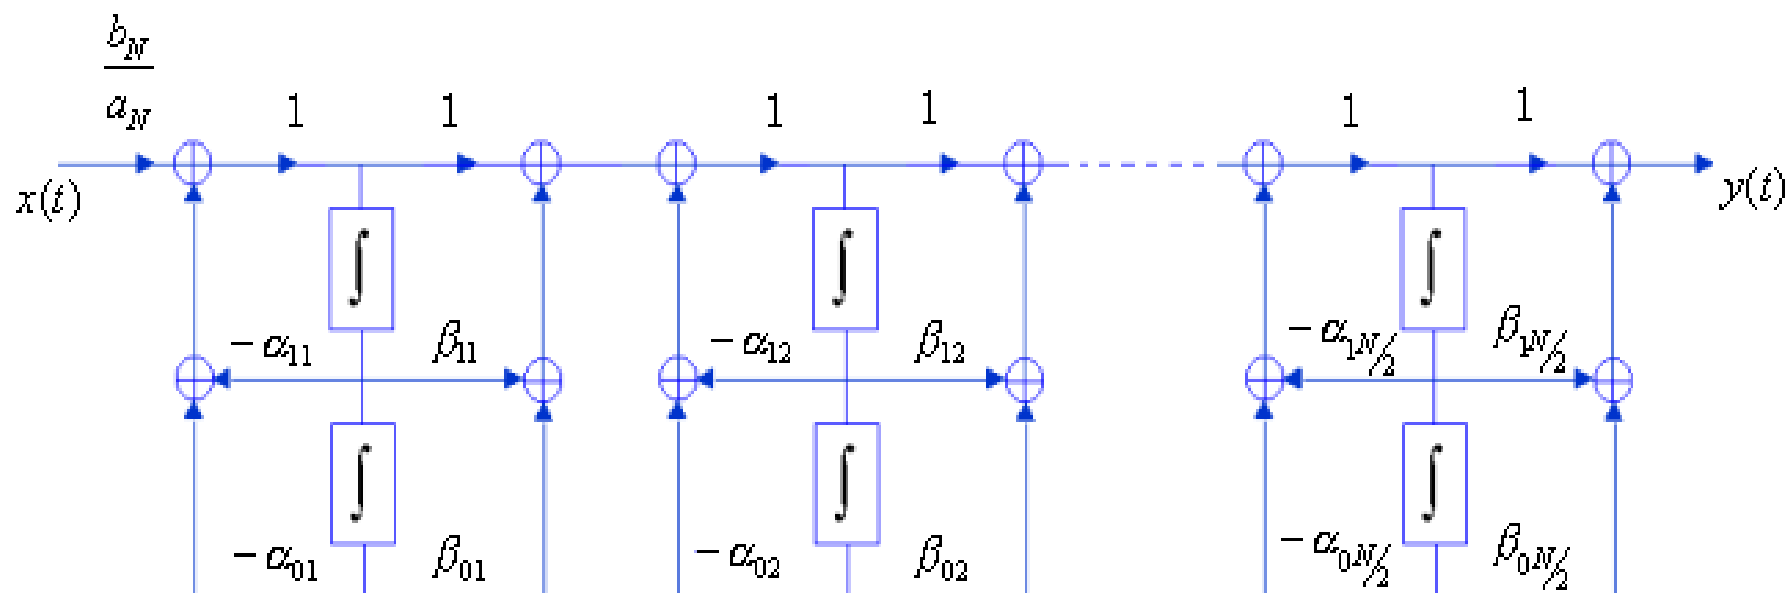 b_N
a_N
1 1 1 1 1 1
x(t) y(t)
∫ ∫ ∫
-α_11 β_11 -α_12 β_12 -α_1N/2 β_1N/2
∫ ∫ ∫
-α_01 β_01 -α_02 β_02 -α_0N/2 β_0N/2